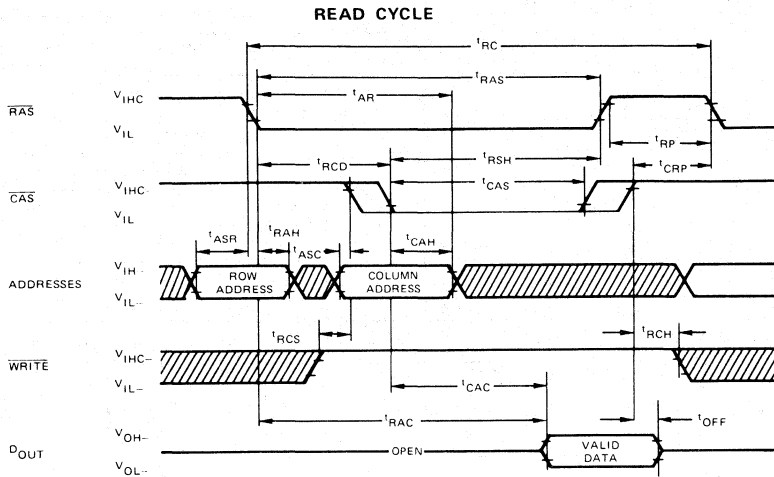 READ CYCLE
tRC
tRAS
tAR
RAS
VIHC
VIL
tRP
tRCD
tRSH
tCRP
tCAS
CAS
VIHC-
VIL
tASR
tRAH
tASC
tCAH
ADDRESSES
VIH-
VIL-
ROW
ADDRESS
COLUMN
ADDRESS
tRCS
tRCH
WRITE
VIHC-
VIL-
tCAC
tRAC
tOFF
DOUT
VOH-
VOL-
OPEN
VALID
DATA